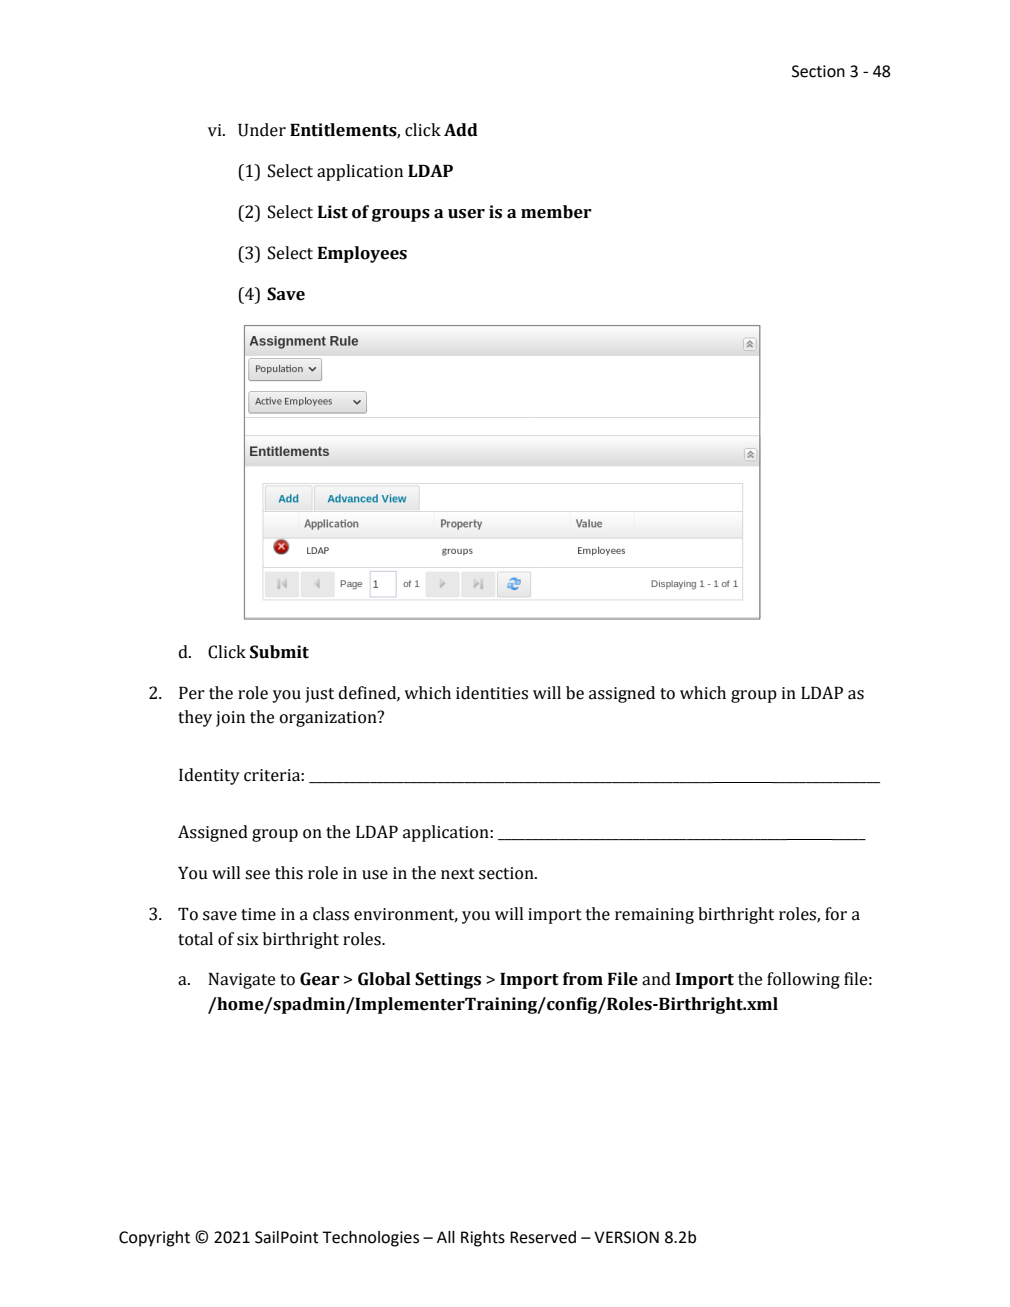 Section 3 - 48
vi. Under Entitlements, click Add
(1) Select application LDAP
(2) Select List of groups a user is a member
(3) Select Employees
(4) Save
Assignment Rule
Population
Active Employees
Entitlements
Add Advanced View
Application Property Value
LDAP groups Employees
Page 1 of 1 Displaying 1 - 1 of 1
d. Click Submit
2. Per the role you just defined, which identities will be assigned to which group in LDAP as
they join the organization?
Identity criteria: ____________________________________________________________
Assigned group on the LDAP application: ________________________________________
You will see this role in use in the next section.
3. To save time in a class environment, you will import the remaining birthright roles, for a
total of six birthright roles.
a. Navigate to Gear > Global Settings > Import from File and Import the following file:
/home/spadmin/ImplementerTraining/config/Roles-Birthright.xml
Copyright © 2021 SailPoint Technologies – All Rights Reserved – VERSION 8.2b